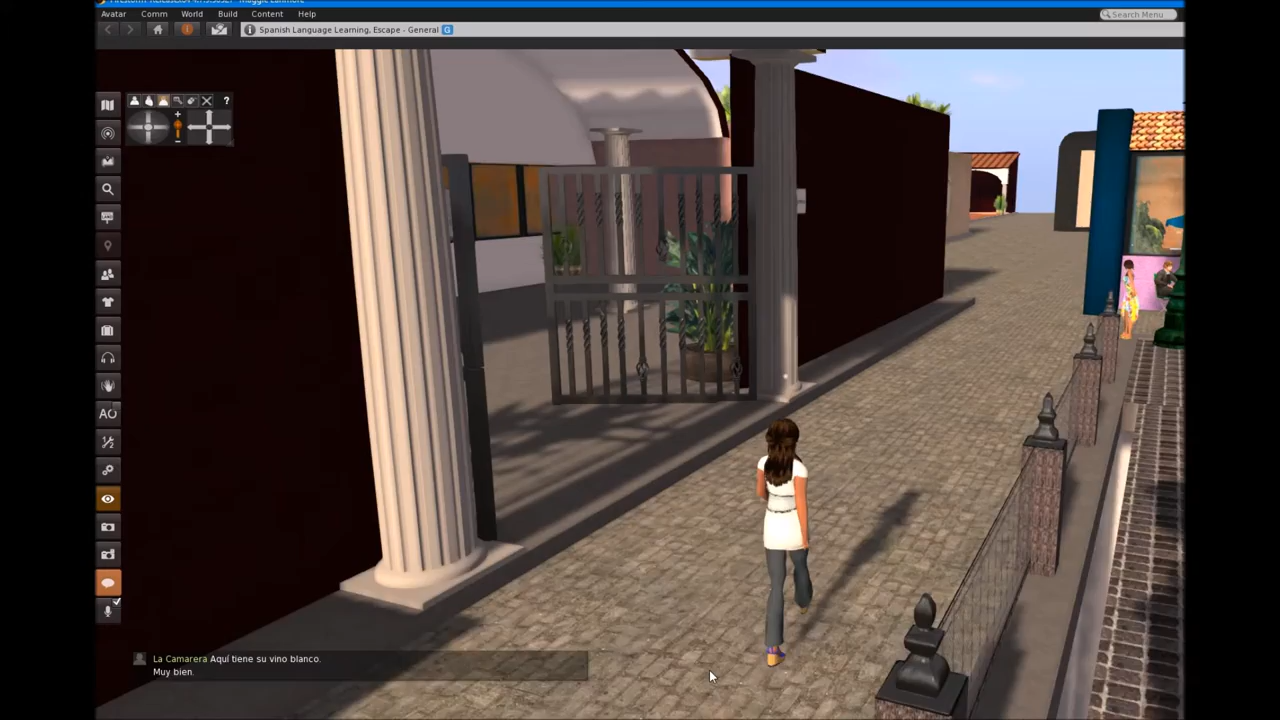 Avatar Comm World Build Content Help
Search Menu
Spanish Language Learning, Escape - General G
?
AO
La Camarera Aquí tiene su vino blanco.
Muy bien.